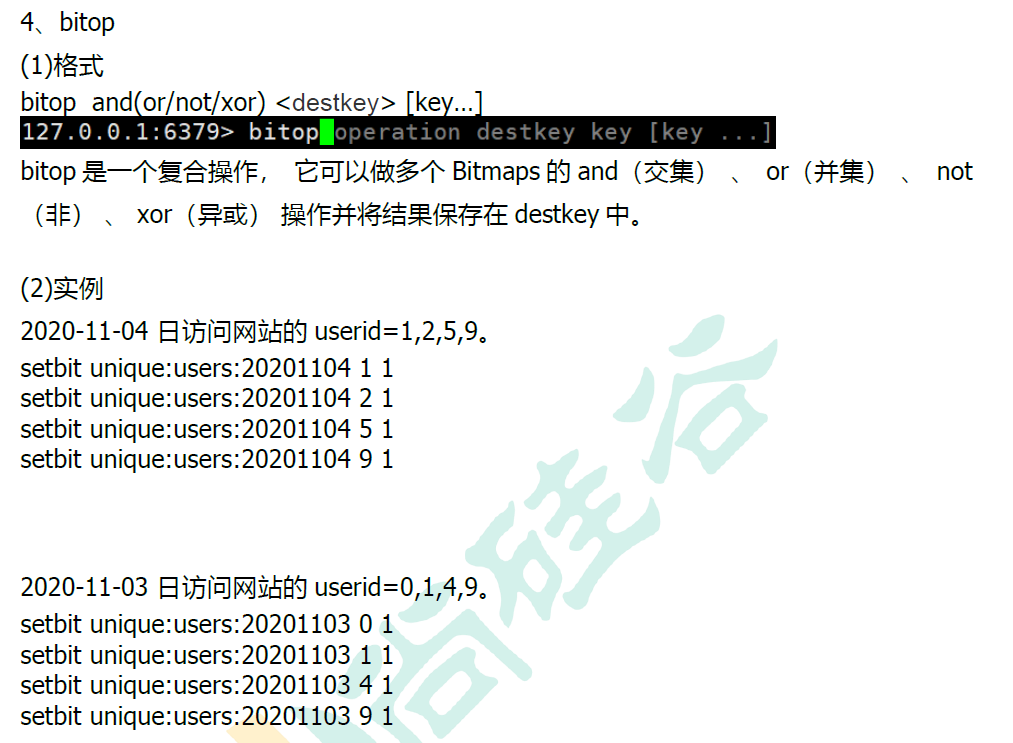 4、bitop
(1)格式
bitop  and(or/not/xor) <destkey> [key…]
127.0.0.1:6379> bitop operation destkey key [key ...]
bitop 是一个复合操作， 它可以做多个 Bitmaps 的 and（交集） 、 or（并集） 、 not
（非） 、 xor（异或） 操作并将结果保存在 destkey 中。
(2)实例
2020-11-04 日访问网站的 userid=1,2,5,9。
setbit unique:users:20201104 1 1
setbit unique:users:20201104 2 1
setbit unique:users:20201104 5 1
setbit unique:users:20201104 9 1
2020-11-03 日访问网站的 userid=0,1,4,9。
setbit unique:users:20201103 0 1
setbit unique:users:20201103 1 1
setbit unique:users:20201103 4 1
setbit unique:users:20201103 9 1
尚硅谷